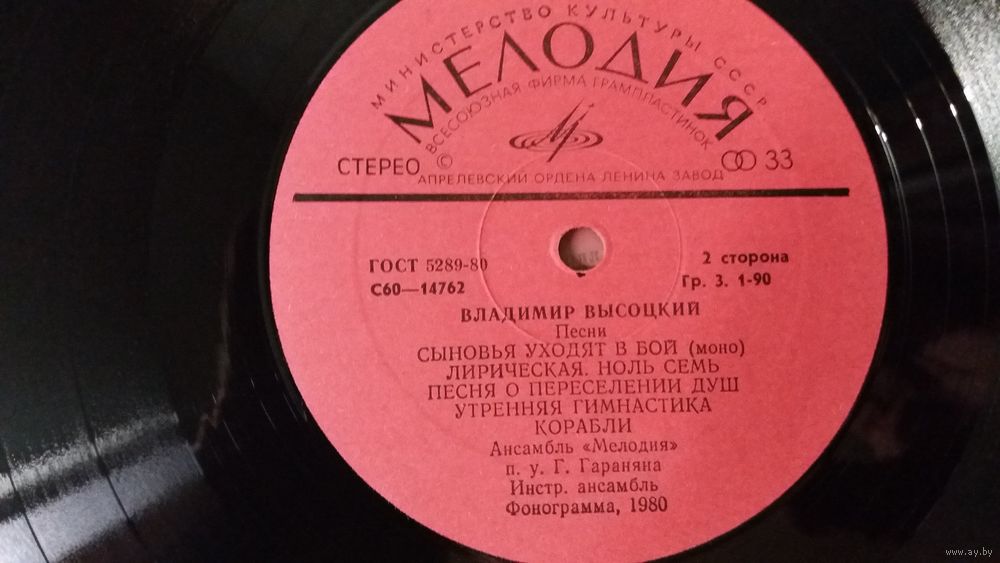 МИНИСТЕРСТВО КУЛЬТУРЫ СССР
МЕЛОДИЯ
ВСЕСОЮЗНАЯ ФИРМА ГРАМПЛАСТИНОК
СТЕРЕО ©
33
АПРЕЛЕВСКИЙ ОРДЕНА ЛЕНИНА ЗАВОД
ГОСТ 5289-80
2 сторона
С60—14762
Гр. 3. 1-90
ВЛАДИМИР ВЫСОЦКИЙ
Песни
СЫНОВЬЯ УХОДЯТ В БОЙ (моно)
ЛИРИЧЕСКАЯ. НОЛЬ СЕМЬ
ПЕСНЯ О ПЕРЕСЕЛЕНИИ ДУШ
УТРЕННЯЯ ГИМНАСТИКА
КОРАБЛИ
Ансамбль «Мелодия»
п. у. Г. Гараняна
Инстр. ансамбль
Фонограмма, 1980
www.ay.by